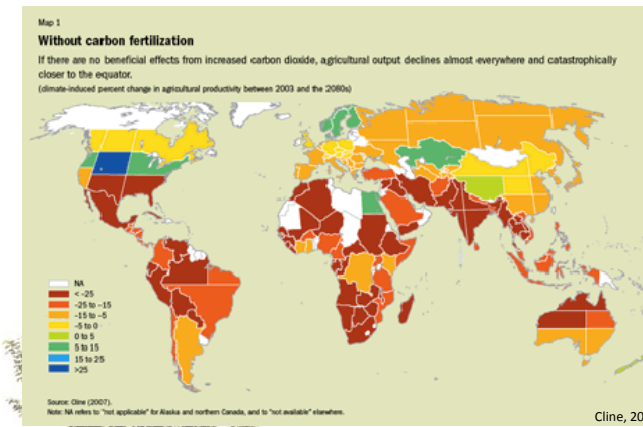 Map 1
Without carbon fertilization
If there are no beneficial effects from increased carbon dioxide, agricultural output declines almost everywhere and catastrophically
closer to the equator.
(climate-induced percent change in agricultural productivity between 2003 and the 2080s)
NA
< -25
-25 to -15
-15 to -5
-5 to 0
0 to 5
5 to 15
15 to 25
>25
Source: Cline (2007).
Note: NA refers to "not applicable" for Alaska and northern Canada, and to "not available" elsewhere.
Cline, 20